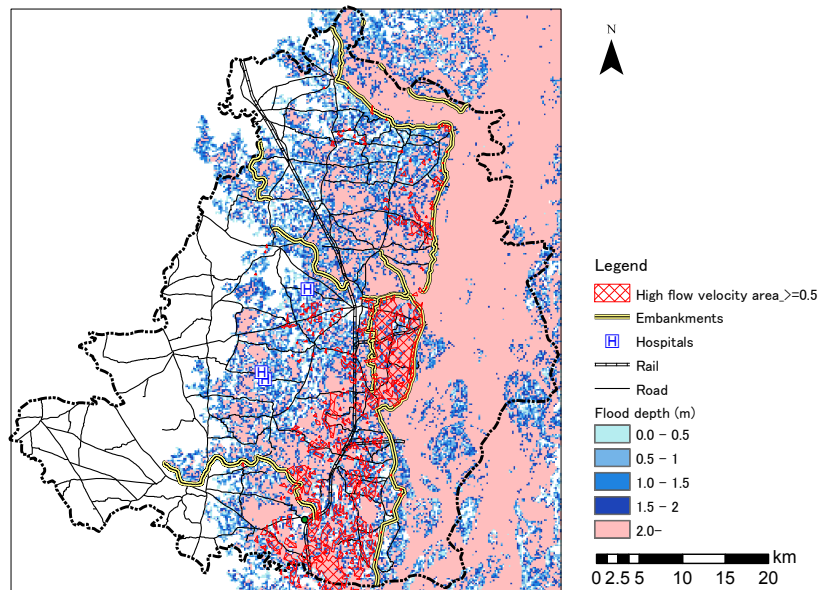 N
H
H
H
Legend
High flow velocity area_>=0.5
Embankments
H Hospitals
Rail
Road
Flood depth (m)
0.0 - 0.5
0.5 - 1
1.0 - 1.5
1.5 - 2
2.0-
km
0 2.5 5 10 15 20